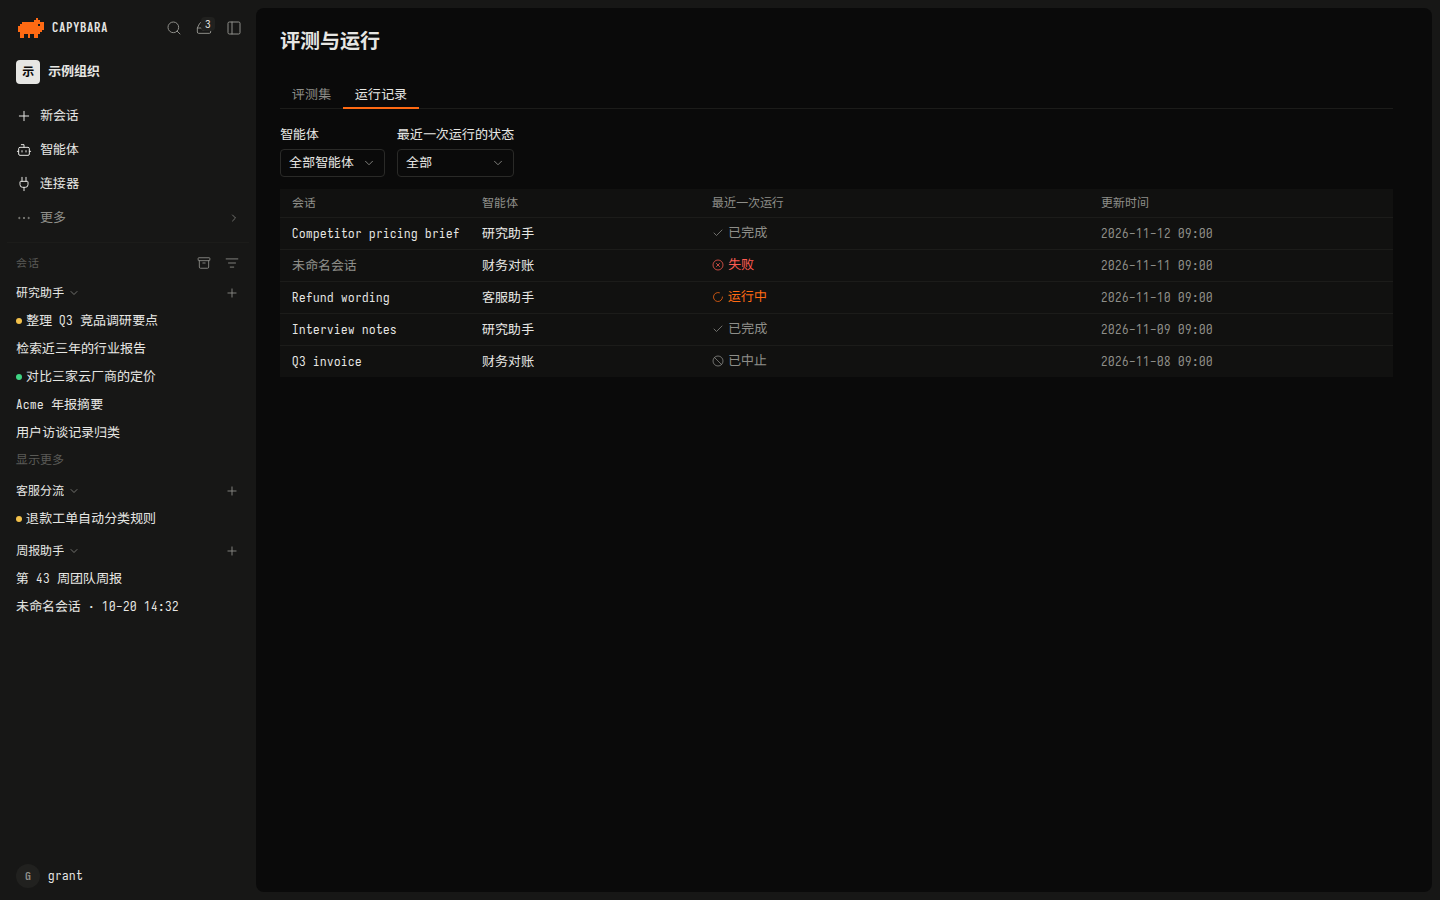 CAPYBARA
3
示 示例组织
新会话
智能体
连接器
更多
会话
研究助手
整理 Q3 竞品调研要点
检索近三年的行业报告
对比三家云厂商的定价
Acme 年报摘要
用户访谈记录归类
显示更多
客服分流
退款工单自动分类规则
周报助手
第 43 周团队周报
未命名会话 · 10-20 14:32
G grant
评测与运行
评测集 运行记录
智能体 最近一次运行的状态
全部智能体 全部
会话 智能体 最近一次运行 更新时间
Competitor pricing brief 研究助手 已完成 2026-11-12 09:00
未命名会话 财务对账 失败 2026-11-11 09:00
Refund wording 客服助手 运行中 2026-11-10 09:00
Interview notes 研究助手 已完成 2026-11-09 09:00
Q3 invoice 财务对账 已中止 2026-11-08 09:00